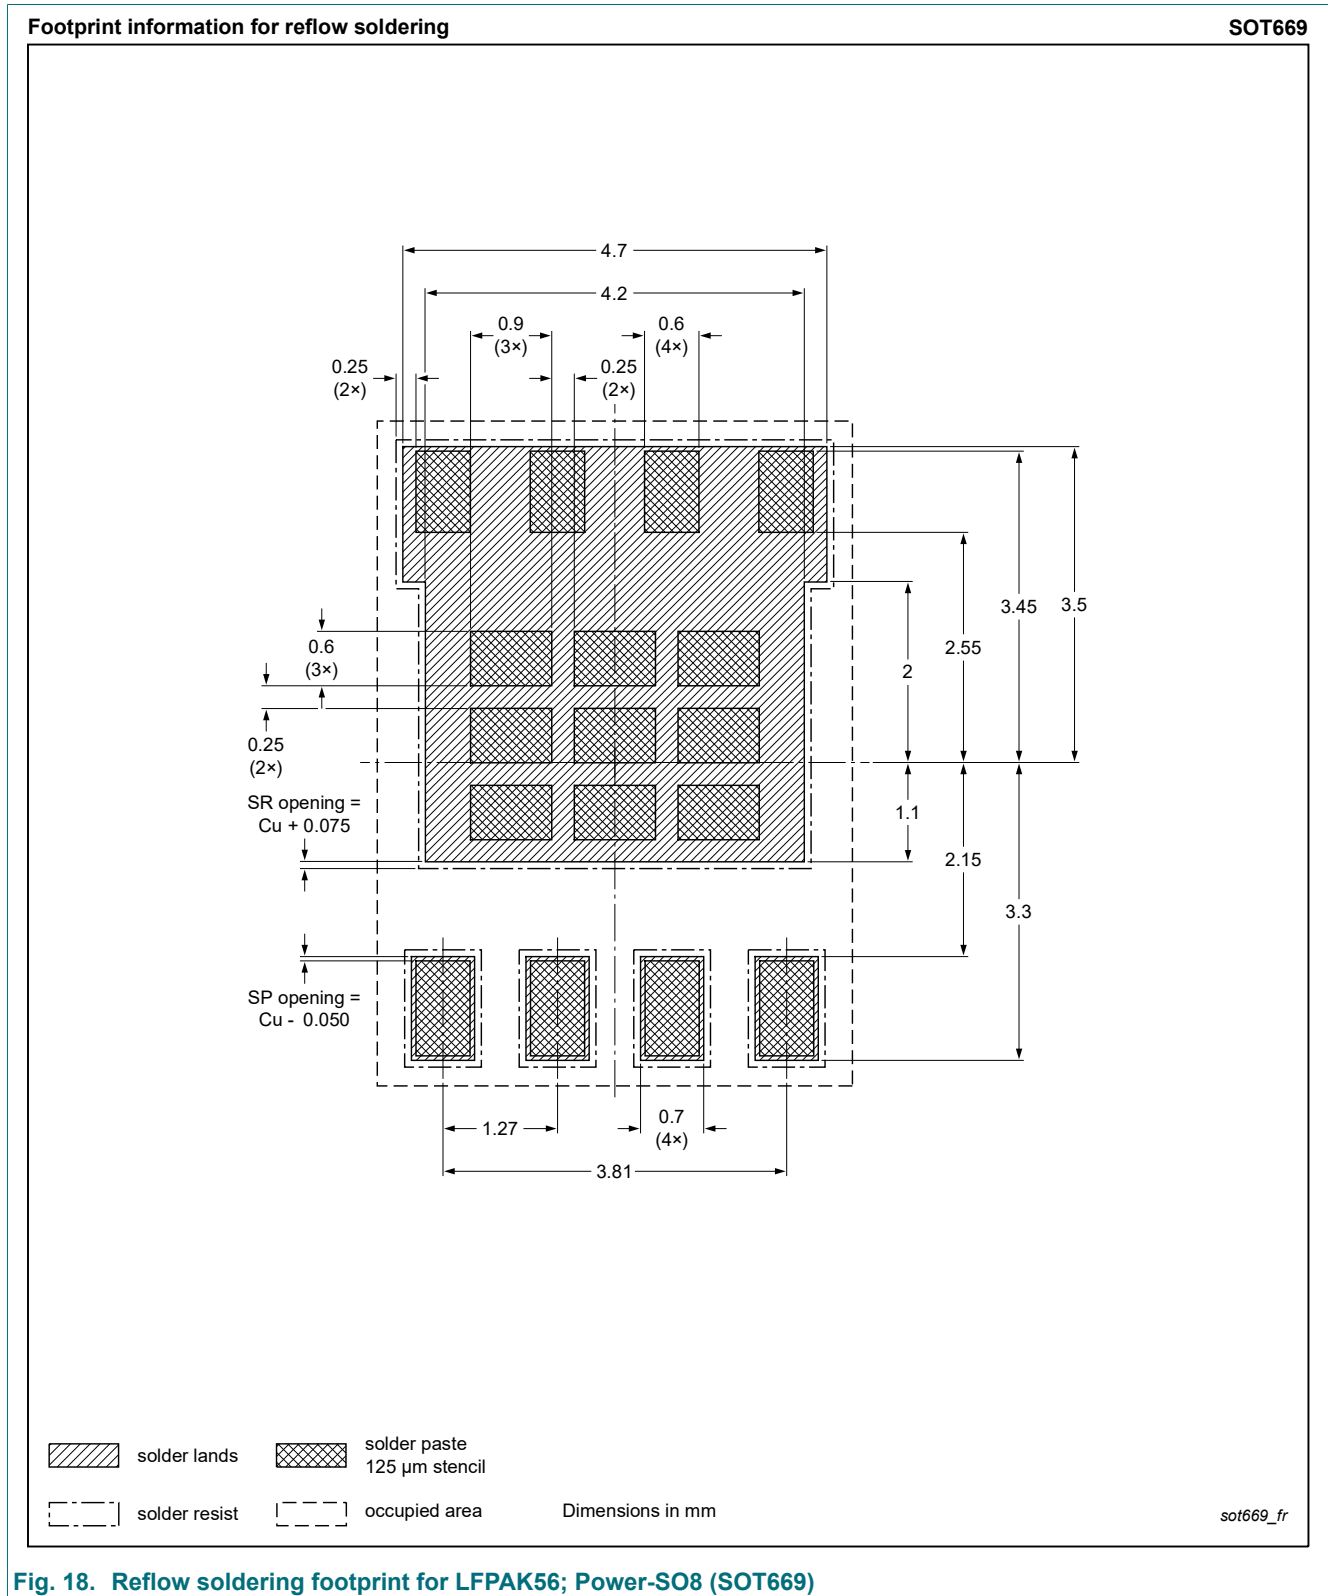 Footprint information for reflow soldering
SOT669
4.7
4.2
0.9
(3×)
0.6
(4×)
0.25
(2×)
0.25
(2×)
3.45
3.5
2.55
2
0.6
(3×)
0.25
(2×)
SR opening =
Cu + 0.075
1.1
2.15
3.3
SP opening =
Cu - 0.050
1.27
0.7
(4×)
3.81
solder lands
solder paste
125 µm stencil
solder resist
occupied area
Dimensions in mm
sot669_fr
Fig. 18. Reflow soldering footprint for LFPAK56; Power-SO8 (SOT669)